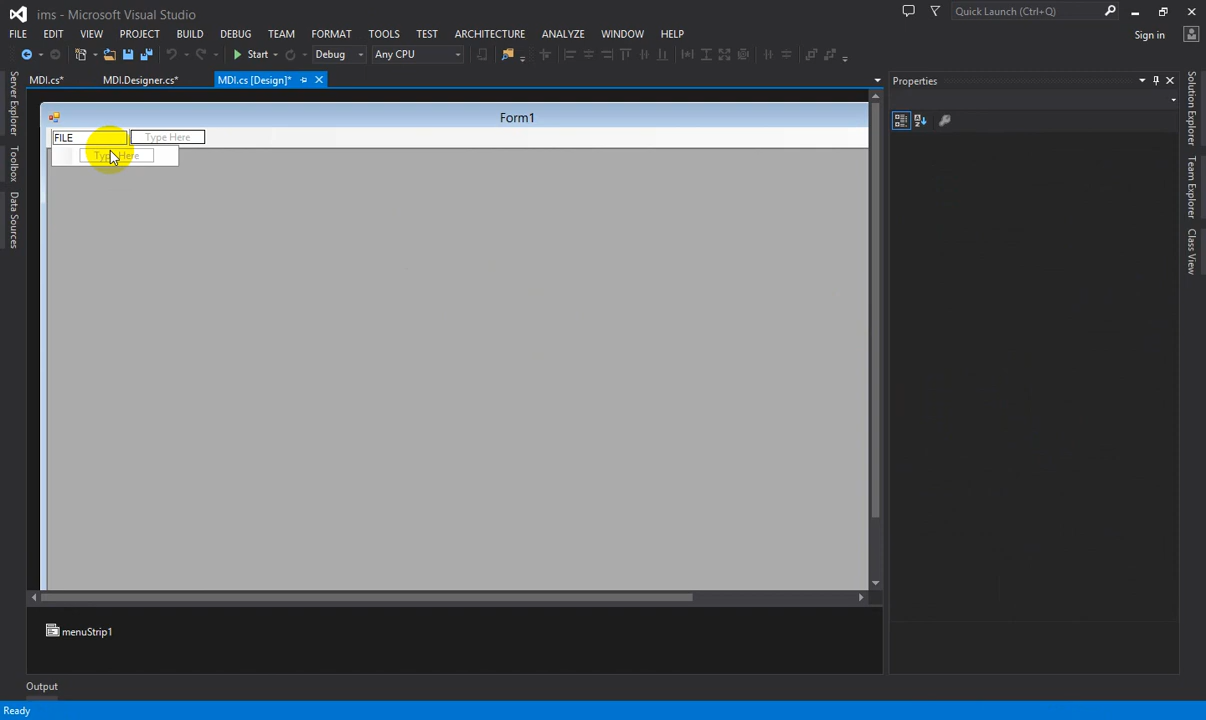 ims - Microsoft Visual Studio
Quick Launch (Ctrl+Q)
FILE EDIT VIEW PROJECT BUILD DEBUG TEAM FORMAT TOOLS TEST ARCHITECTURE ANALYZE WINDOW HELP
Sign in
Start Debug Any CPU
MDI.cs* MDI.Designer.cs* MDI.cs [Design]*
Properties
Server Explorer
Toolbox
Data Sources
Form1
FILE Type Here
Type Here
Solution Explorer
Team Explorer
Class View
menuStrip1
Output
Ready